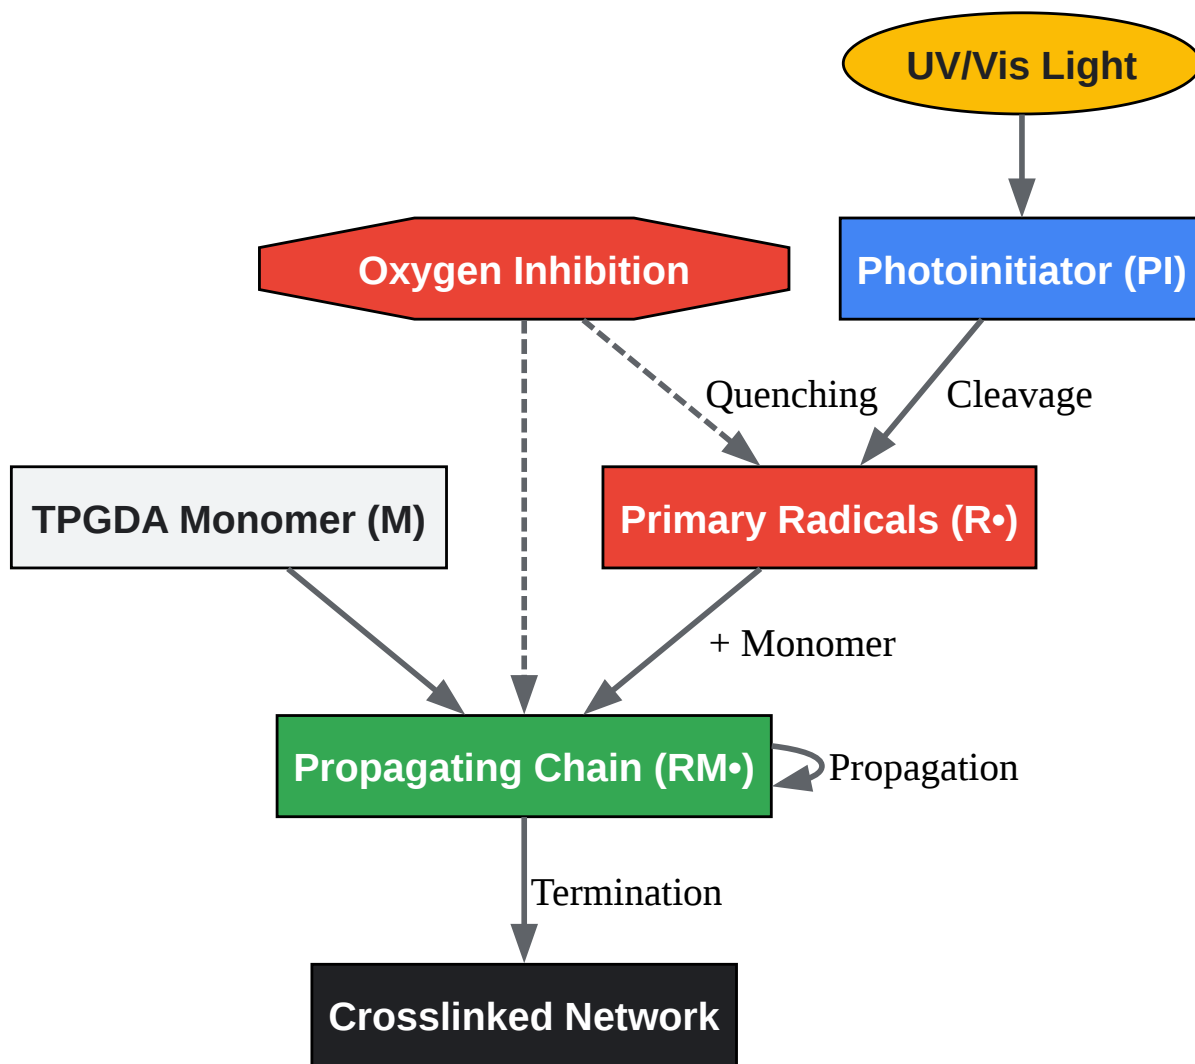 UV/Vis Light
Oxygen Inhibition
Photoinitiator (PI)
Quenching
Cleavage
TPGDA Monomer (M)
Primary Radicals (R•)
+ Monomer
Propagating Chain (RM•)
Propagation
Termination
Crosslinked Network